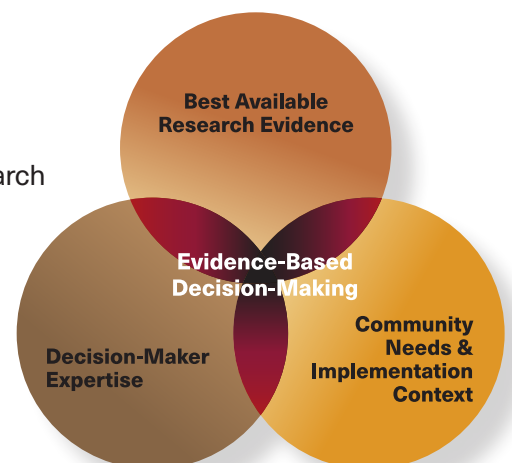 Best Available
Research Evidence
arch
Evidence-Based
Decision-Making
Decision-Maker
Expertise
Community
Needs &
Implementation
Context